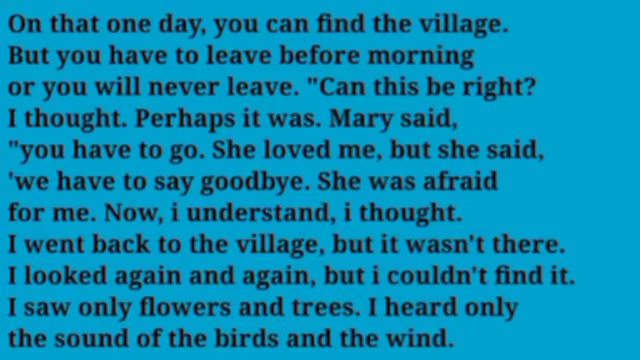 On that one day, you can find the village.
But you have to leave before morning
or you will never leave. "Can this be right?
I thought. Perhaps it was. Mary said,
"you have to go. She loved me, but she said,
'we have to say goodbye. She was afraid
for me. Now, i understand, i thought.
I went back to the village, but it wasn't there.
I looked again and again, but i couldn't find it.
I saw only flowers and trees. I heard only
the sound of the birds and the wind.